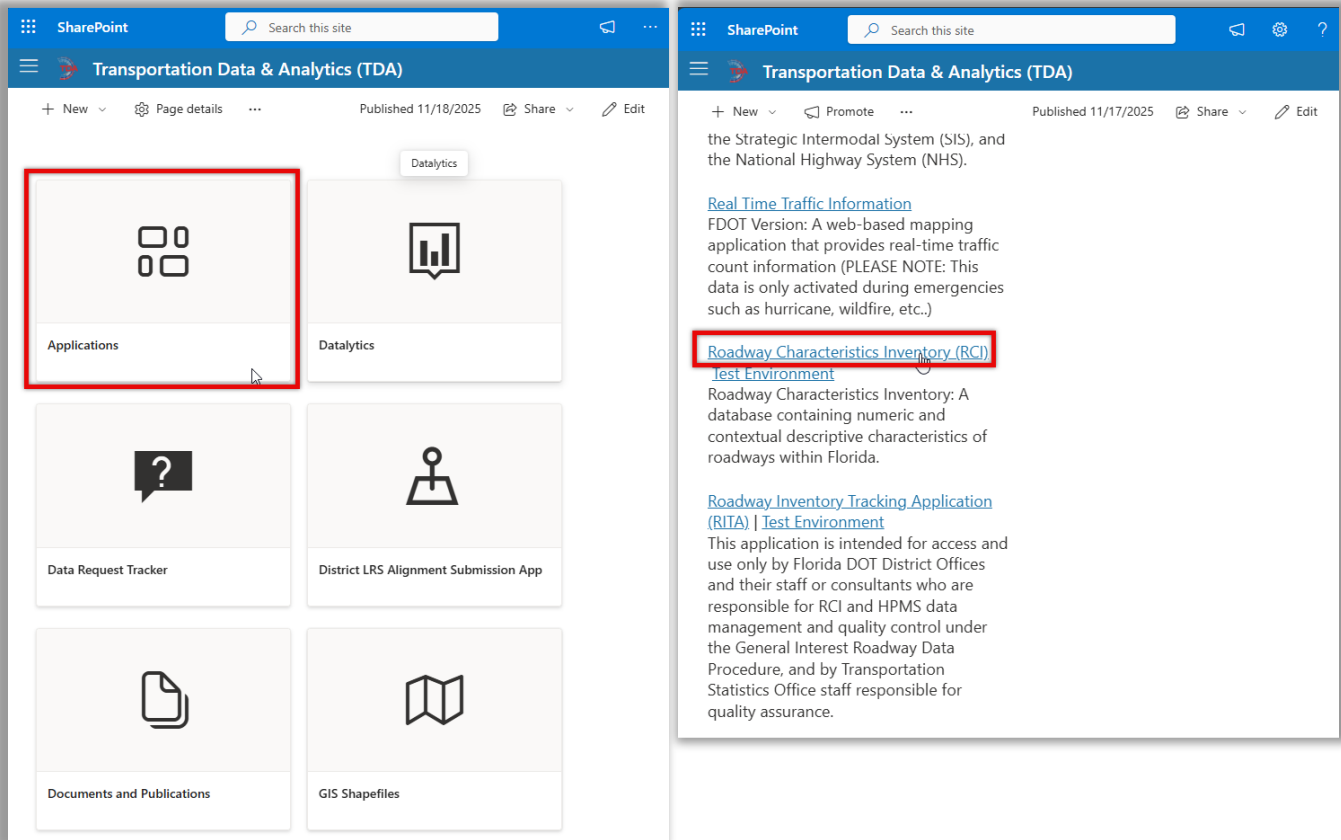 SharePoint
Search this site
Transportation Data & Analytics (TDA)
New
Page details
Published 11/18/2025
Share
Edit
Datalytics
Applications
Datalytics
Data Request Tracker
District LRS Alignment Submission App
Documents and Publications
GIS Shapefiles
SharePoint
Search this site
Transportation Data & Analytics (TDA)
New
Promote
Published 11/17/2025
Share
Edit
the Strategic Intermodal System (SIS), and
the National Highway System (NHS).
Real Time Traffic Information
FDOT Version: A web-based mapping
application that provides real-time traffic
count information (PLEASE NOTE: This
data is only activated during emergencies
such as hurricane, wildfire, etc..)
Roadway Characteristics Inventory (RCI)
Test Environment
Roadway Characteristics Inventory: A
database containing numeric and
contextual descriptive characteristics of
roadways within Florida.
Roadway Inventory Tracking Application
(RITA) | Test Environment
This application is intended for access and
use only by Florida DOT District Offices
and their staff or consultants who are
responsible for RCI and HPMS data
management and quality control under
the General Interest Roadway Data
Procedure, and by Transportation
Statistics Office staff responsible for
quality assurance.